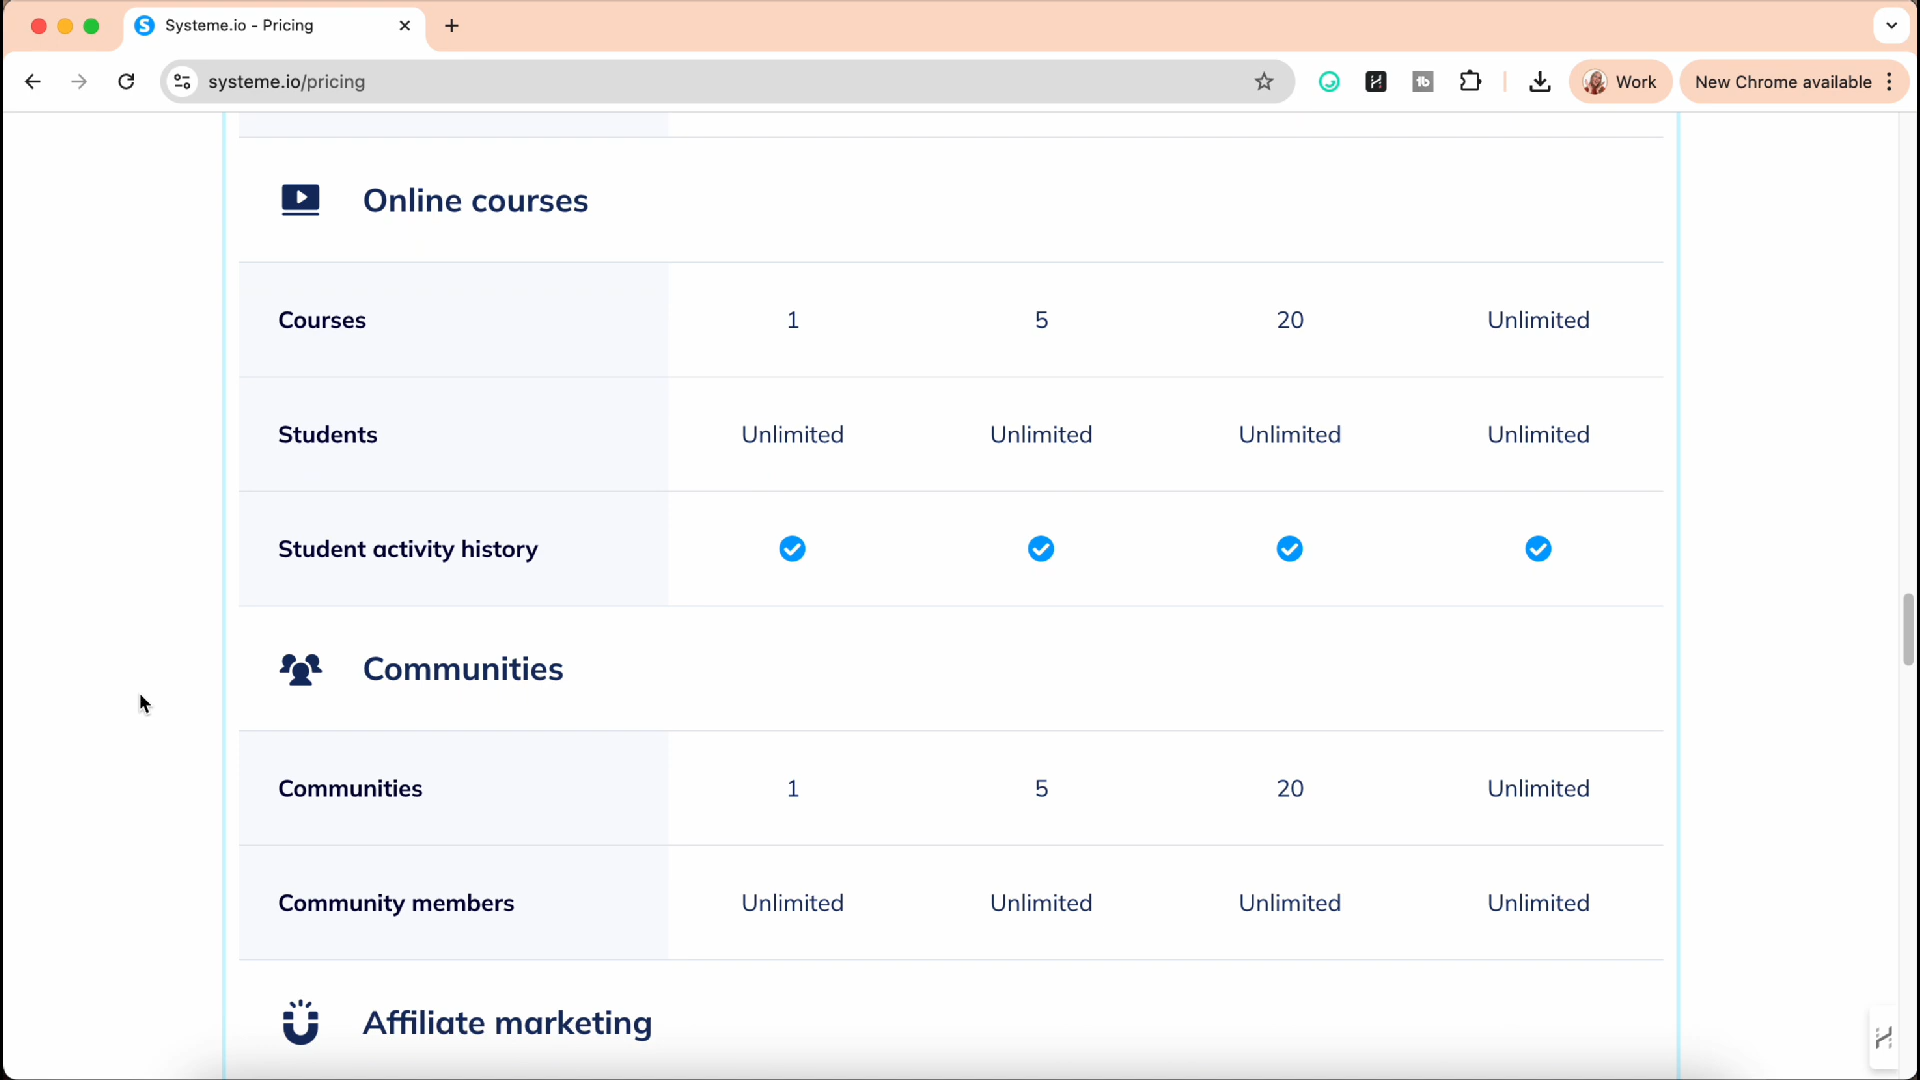 Systeme.io - Pricing
systeme.io/pricing
Work
New Chrome available
Online courses
Courses 1 5 20 Unlimited
Students Unlimited Unlimited Unlimited Unlimited
Student activity history
Communities
Communities 1 5 20 Unlimited
Community members Unlimited Unlimited Unlimited Unlimited
Affiliate marketing